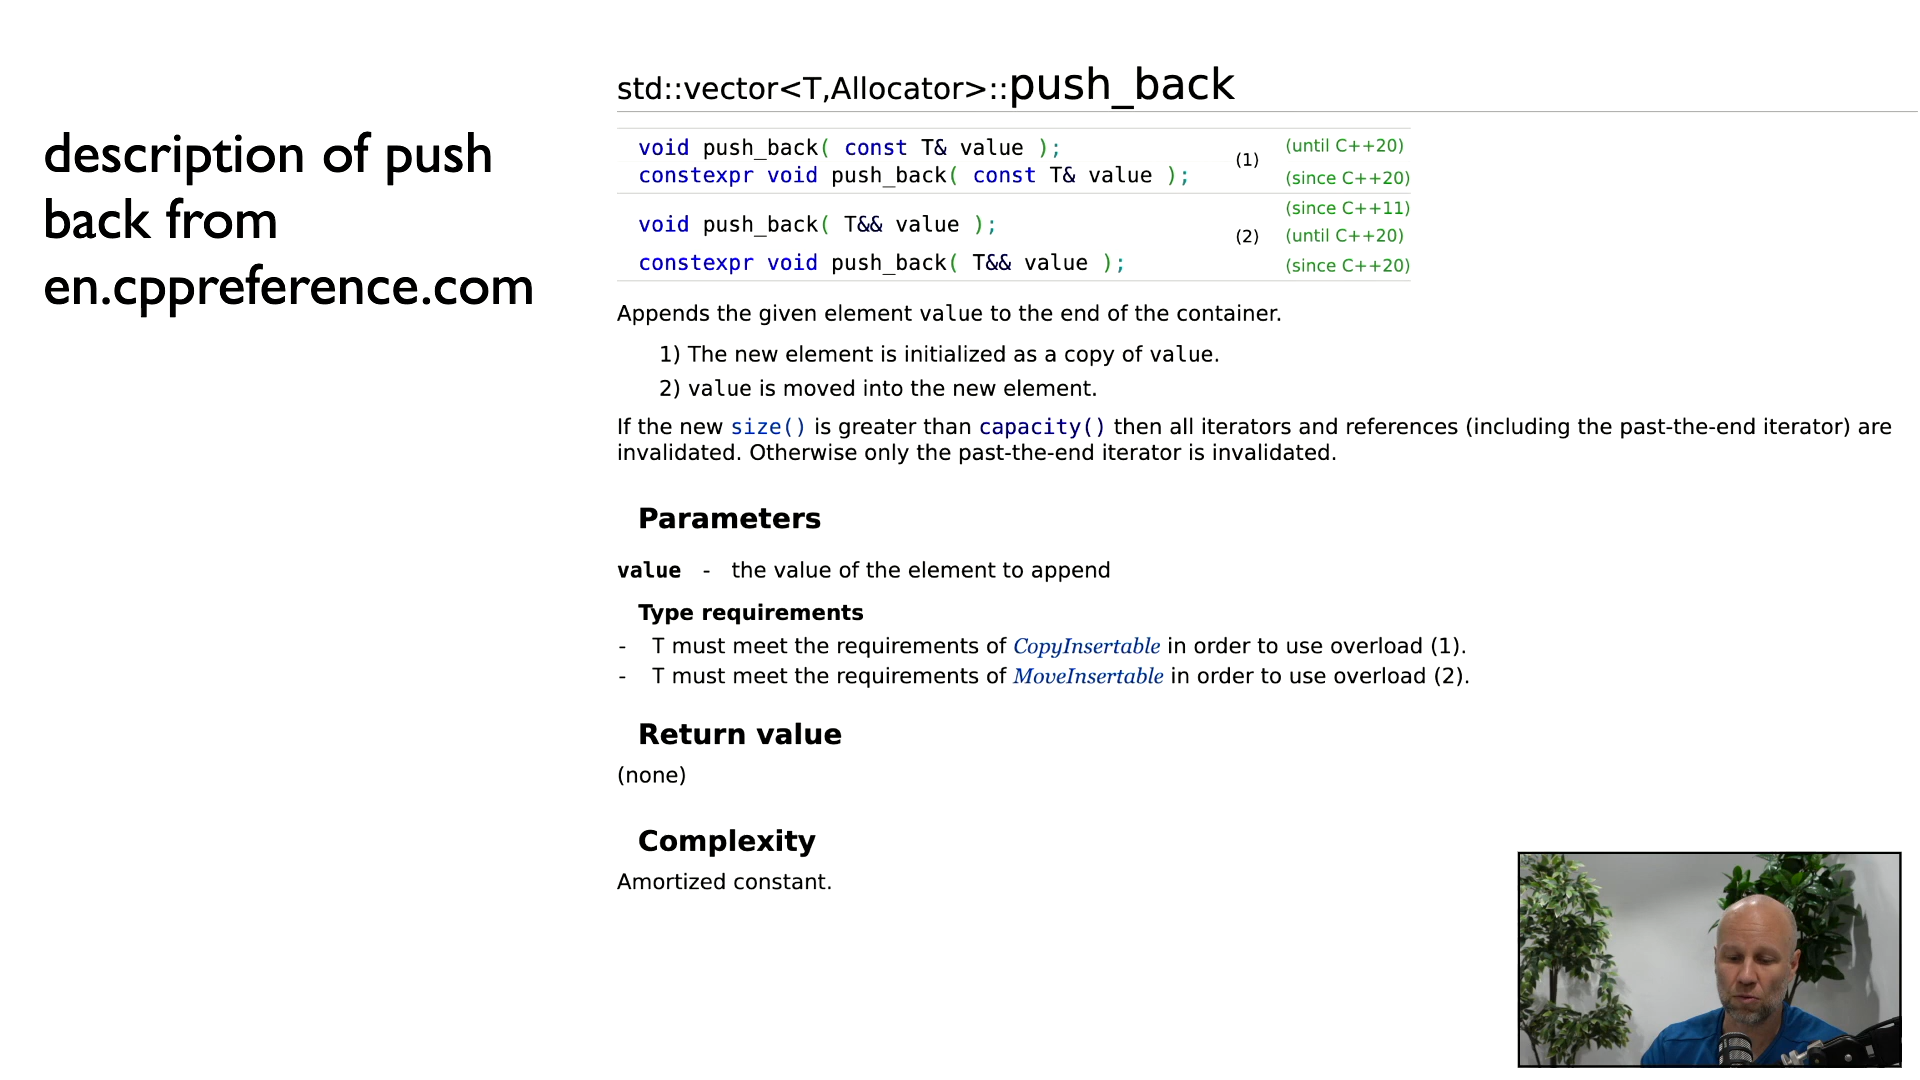 description of push
back from
en.cppreference.com
std::vector<T,Allocator>::push_back
void push_back( const T& value ); (1) (until C++20)
constexpr void push_back( const T& value ); (since C++20)
void push_back( T&& value ); (2) (since C++11)
(until C++20)
constexpr void push_back( T&& value ); (since C++20)
Appends the given element value to the end of the container.
1) The new element is initialized as a copy of value.
2) value is moved into the new element.
If the new size() is greater than capacity() then all iterators and references (including the past-the-end iterator) are
invalidated. Otherwise only the past-the-end iterator is invalidated.
Parameters
value - the value of the element to append
Type requirements
- T must meet the requirements of CopyInsertable in order to use overload (1).
- T must meet the requirements of MoveInsertable in order to use overload (2).
Return value
(none)
Complexity
Amortized constant.